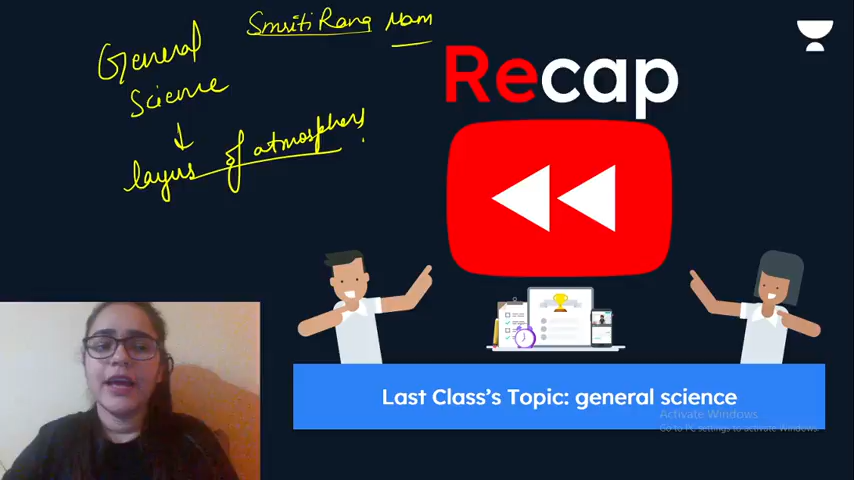 Smriti Rang Mam
General
Science
layers of atmosphere
Recap
Last Class's Topic: general science
Activate Windows
Go to PC settings to activate Windows.